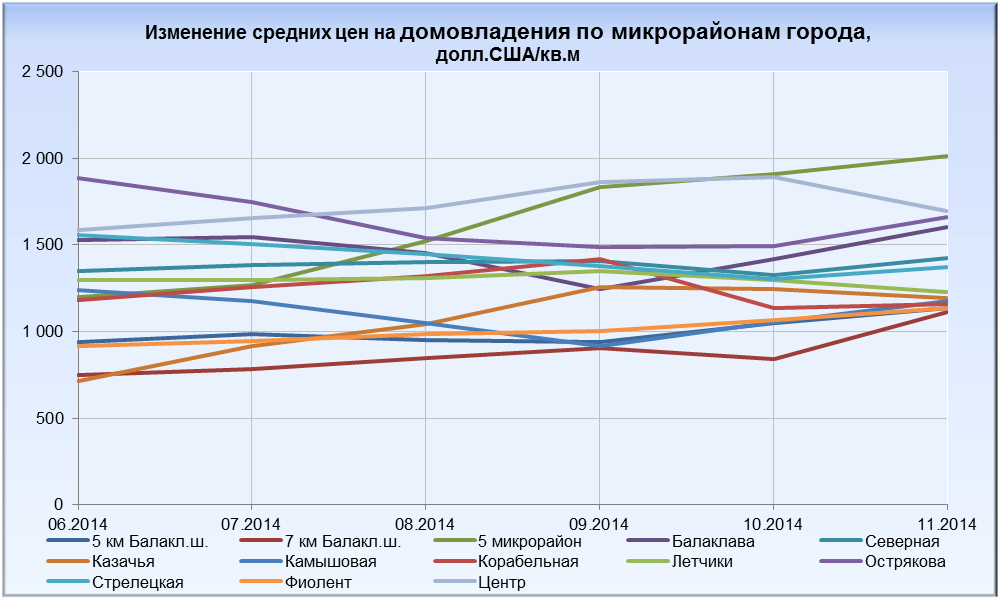 Изменение средних цен на домовладения по микрорайонам города,
долл.США/кв.м
2 500
2 000
1 500
1 000
500
0
06.2014 07.2014 08.2014 09.2014 10.2014 11.2014
5 км Балакл.ш. 7 км Балакл.ш. 5 микрорайон Балаклава Северная
Казачья Камышовая Корабельная Летчики Острякова
Стрелецкая Фиолент Центр